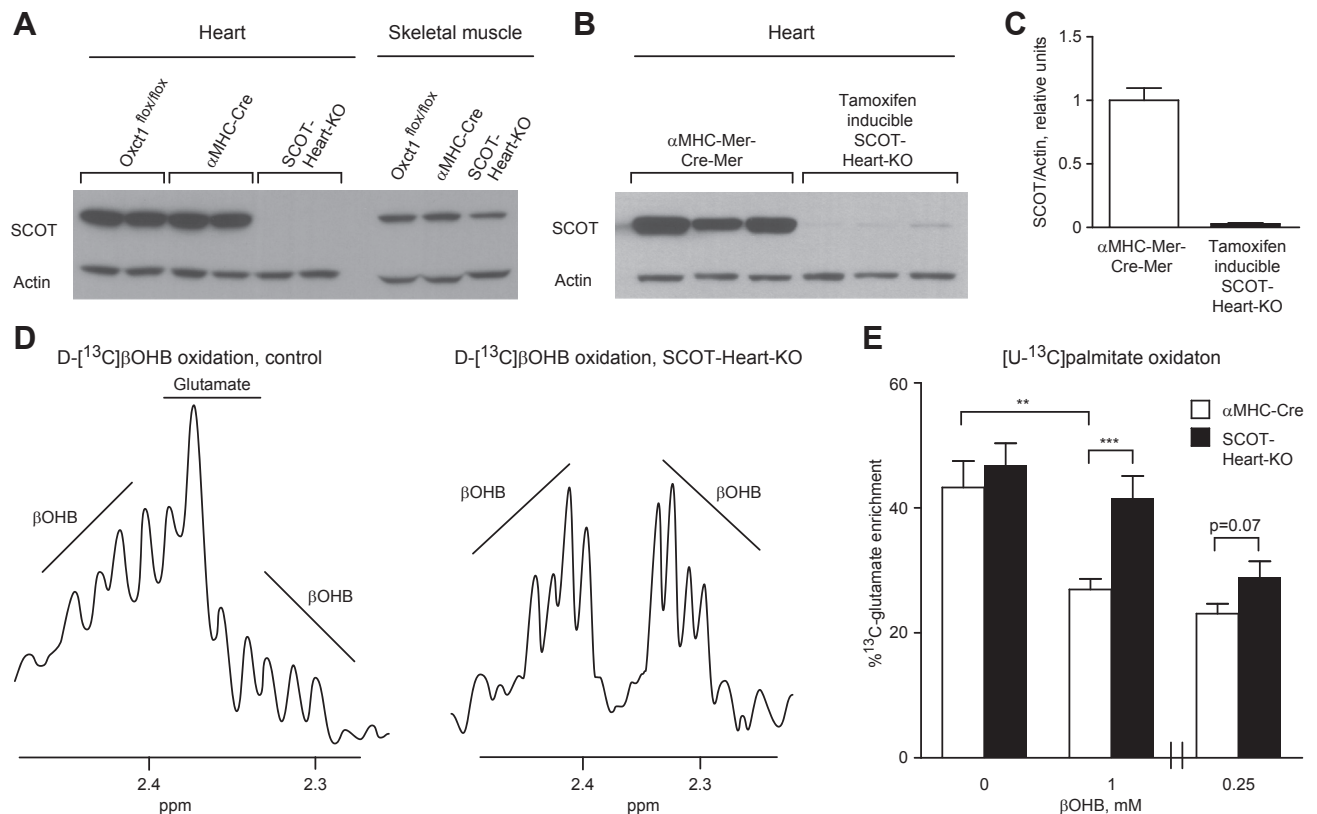 A
Heart
Skeletal muscle
Oxct1 flox/flox
αMHC-Cre
SCOT-
Heart-KO
Oxct1 flox/flox
αMHC-Cre
SCOT-
Heart-KO
SCOT
Actin
B
Heart
αMHC-Mer-
Cre-Mer
Tamoxifen
inducible
SCOT-
Heart-KO
SCOT
Actin
C
SCOT/Actin, relative units
1.5
1
0.5
0
αMHC-Mer-
Cre-Mer
Tamoxifen
inducible
SCOT-
Heart-KO
D
D-[13C]βOHB oxidation, control
Glutamate
βOHB
βOHB
2.4
2.3
ppm
D-[13C]βOHB oxidation, SCOT-Heart-KO
βOHB
βOHB
2.4
2.3
ppm
E
[U-13C]palmitate oxidaton
%13C-glutamate enrichment
60
40
20
0
**
***
p=0.07
αMHC-Cre
SCOT-
Heart-KO
0
1
0.25
βOHB, mM